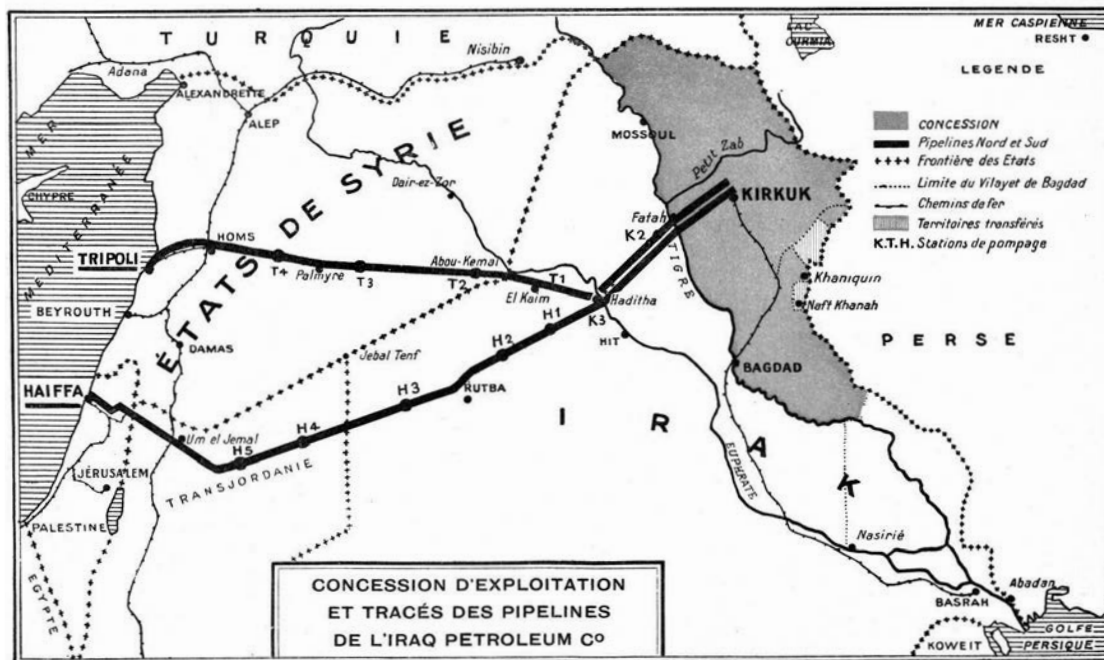 TURQUIE
LAC
OURMIA
MER CASPIENNE
RESHT
LEGENDE
CONCESSION
Pipelines Nord et Sud
Frontière des Etats
Limite du Vilayet de Bagdad
Chemins de fer
Territoires transférés
K.T.H. Stations de pompage
Adana
Nisibin
ALEXANDRETTE
ALEP
MOSSOUL
Petit Zab
MER MEDITERRANÉE
CHYPRE
ÉTATS DE SYRIE
Dair-ez-Zor
KIRKUK
Fatah
K2
TIGRE
HOMS
TRIPOLI
T4
Palmyre
T3
Abou-Kemal
T2
T1
El Kaim
Haditha
K3
Khaniquin
Naft Khanah
BEYROUTH
DAMAS
H1
H2
HIT
PERSE
Jebal Tenf
BAGDAD
HAIFFA
H3
RUTBA
IRAK
Um el Jemal
H4
H5
TRANSJORDANIE
JÉRUSALEM
EUPHRATE
PALESTINE
Nasirié
EGYPTE
Abadan
BASRAH
GOLFE
PERSIQUE
KOWEIT
CONCESSION D'EXPLOITATION
ET TRACÉS DES PIPELINES
DE L'IRAQ PETROLEUM Cº